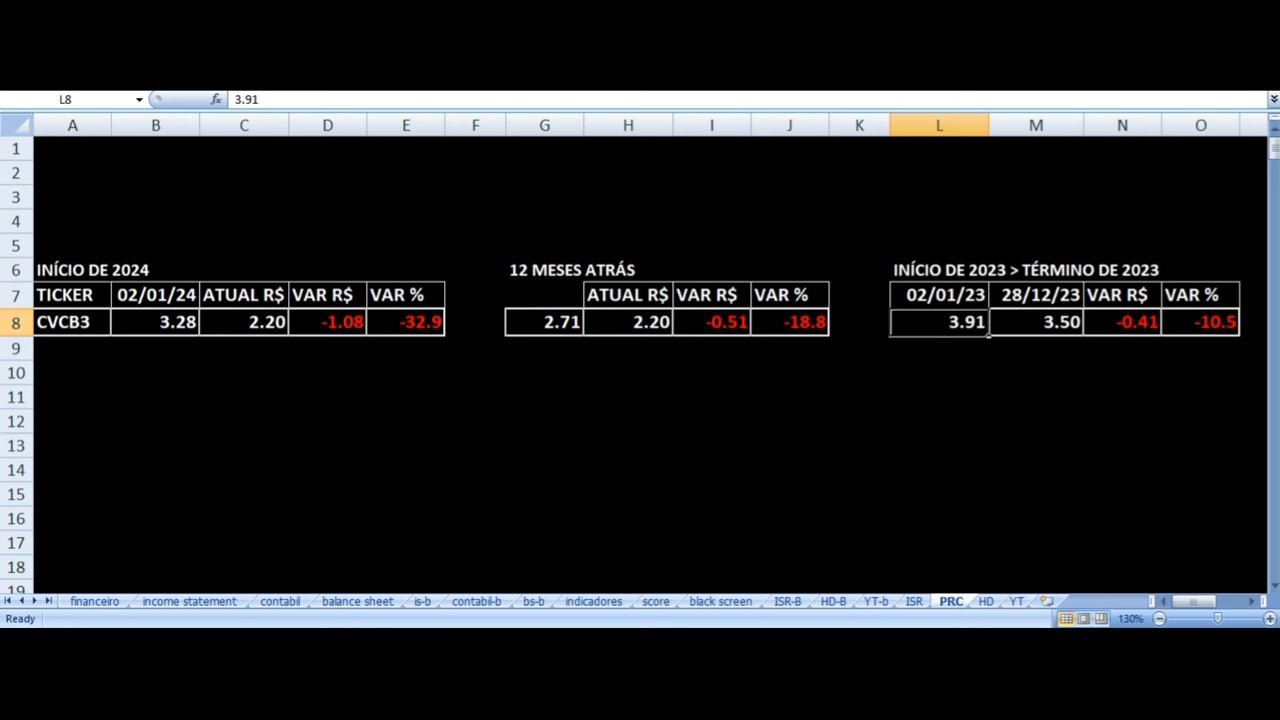 L8 fx 3.91
A B C D E F G H I J K L M N O
1
2
3
4
5
6 INÍCIO DE 2024 12 MESES ATRÁS INÍCIO DE 2023 > TÉRMINO DE 2023
7 TICKER 02/01/24 ATUAL R$ VAR R$ VAR % ATUAL R$ VAR R$ VAR % 02/01/23 28/12/23 VAR R$ VAR %
8 CVCB3 3.28 2.20 -1.08 -32.9 2.71 2.20 -0.51 -18.8 3.91 3.50 -0.41 -10.5
9
10
11
12
13
14
15
16
17
18
19
financeiro income statement contabil balance sheet is-b contabil-b bs-b indicadores score black screen ISR-B HD-B YT-b ISR PRC HD YT
Ready 130%